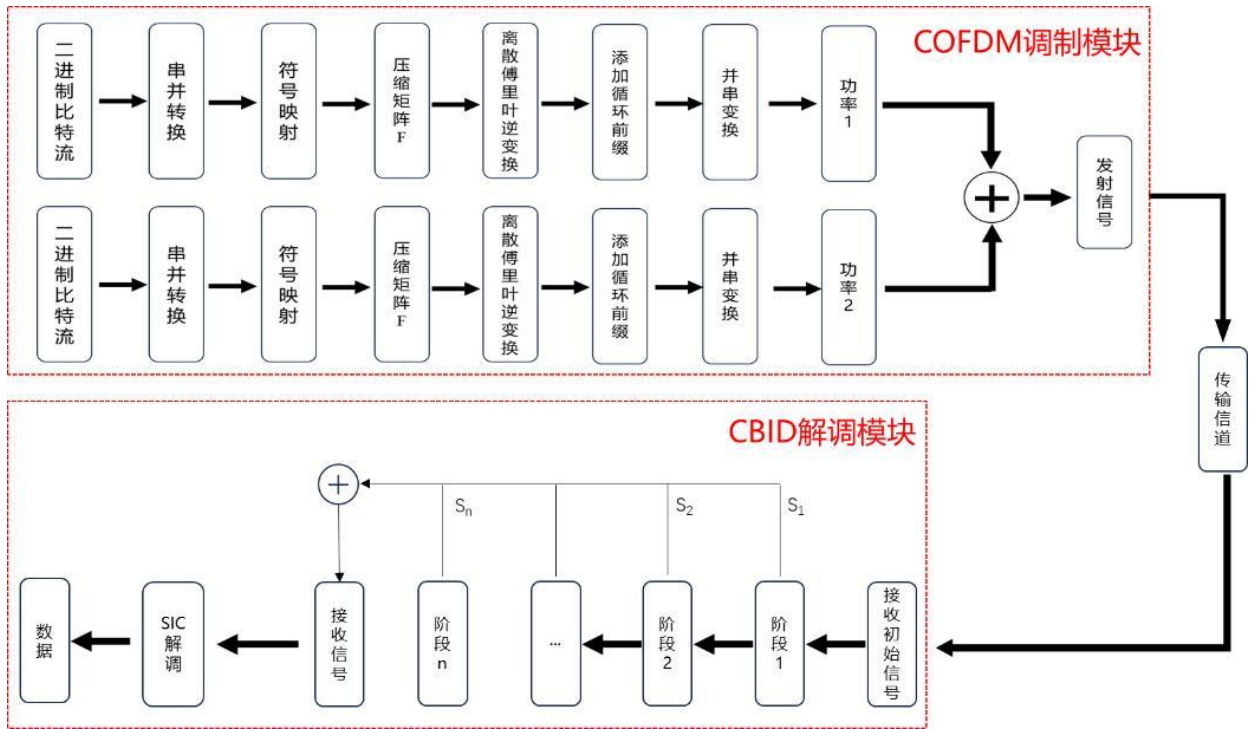 COFDM调制模块
二进制比特流
串并转换
符号映射
压缩矩阵F
离散傅里叶逆变换
添加循环前缀
并串变换
功率1
发射信号
二进制比特流
串并转换
符号映射
压缩矩阵F
离散傅里叶逆变换
添加循环前缀
并串变换
功率2
传输信道
CBID解调模块
Sn
S2
S1
数据
SIC
解调
接收信号
阶段n
...
阶段2
阶段1
接收初始信号